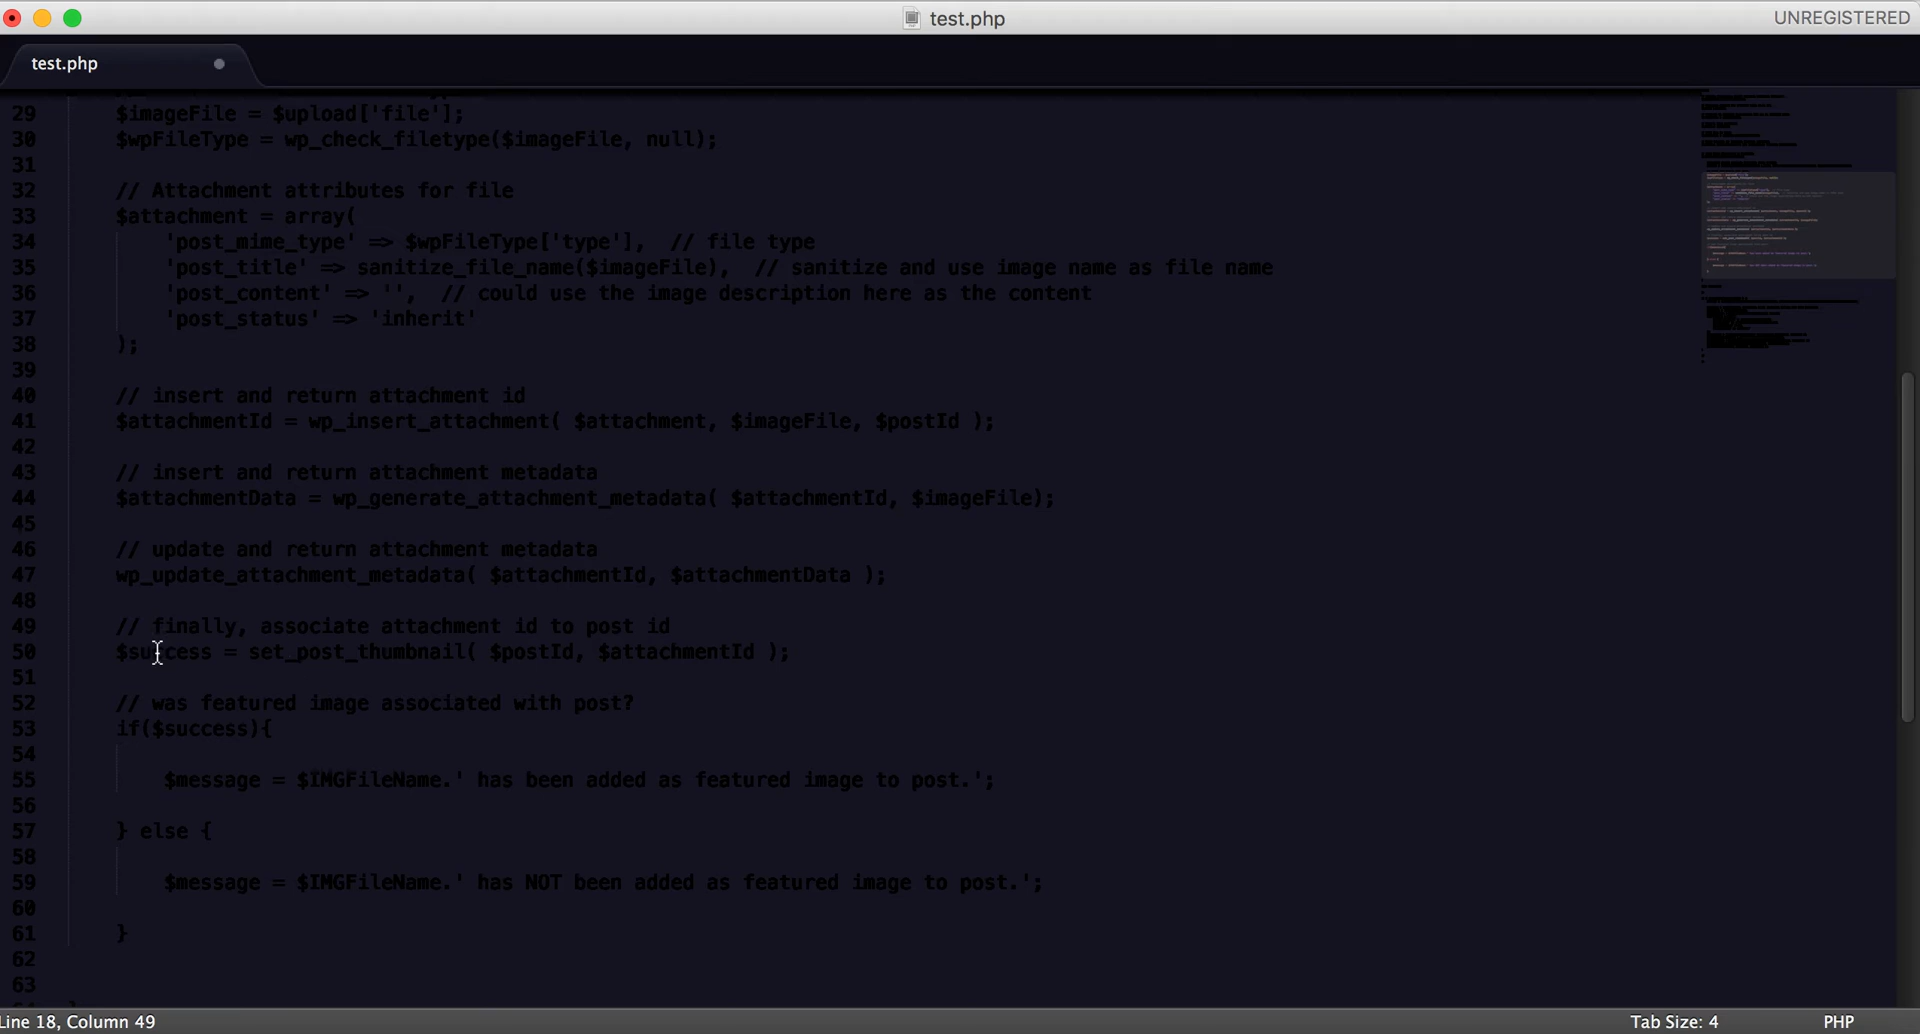 test.php
UNREGISTERED
test.php
29 $imageFile = $upload['file'];
30 $wpFileType = wp_check_filetype($imageFile, null);
31
32 // Attachment attributes for file
33 $attachment = array(
34 'post_mime_type' => $wpFileType['type'], // file type
35 'post_title' => sanitize_file_name($imageFile), // sanitize and use image name as file name
36 'post_content' => '', // could use the image description here as the content
37 'post_status' => 'inherit'
38 );
39
40 // insert and return attachment id
41 $attachmentId = wp_insert_attachment( $attachment, $imageFile, $postId );
42
43 // insert and return attachment metadata
44 $attachmentData = wp_generate_attachment_metadata( $attachmentId, $imageFile);
45
46 // update and return attachment metadata
47 wp_update_attachment_metadata( $attachmentId, $attachmentData );
48
49 // finally, associate attachment id to post id
50 $success = set_post_thumbnail( $postId, $attachmentId );
51
52 // was featured image associated with post?
53 if($success){
54
55 $message = $IMGFileName.' has been added as featured image to post.';
56
57 } else {
58
59 $message = $IMGFileName.' has NOT been added as featured image to post.';
60
61 }
62
63
Line 18, Column 49
Tab Size: 4
PHP